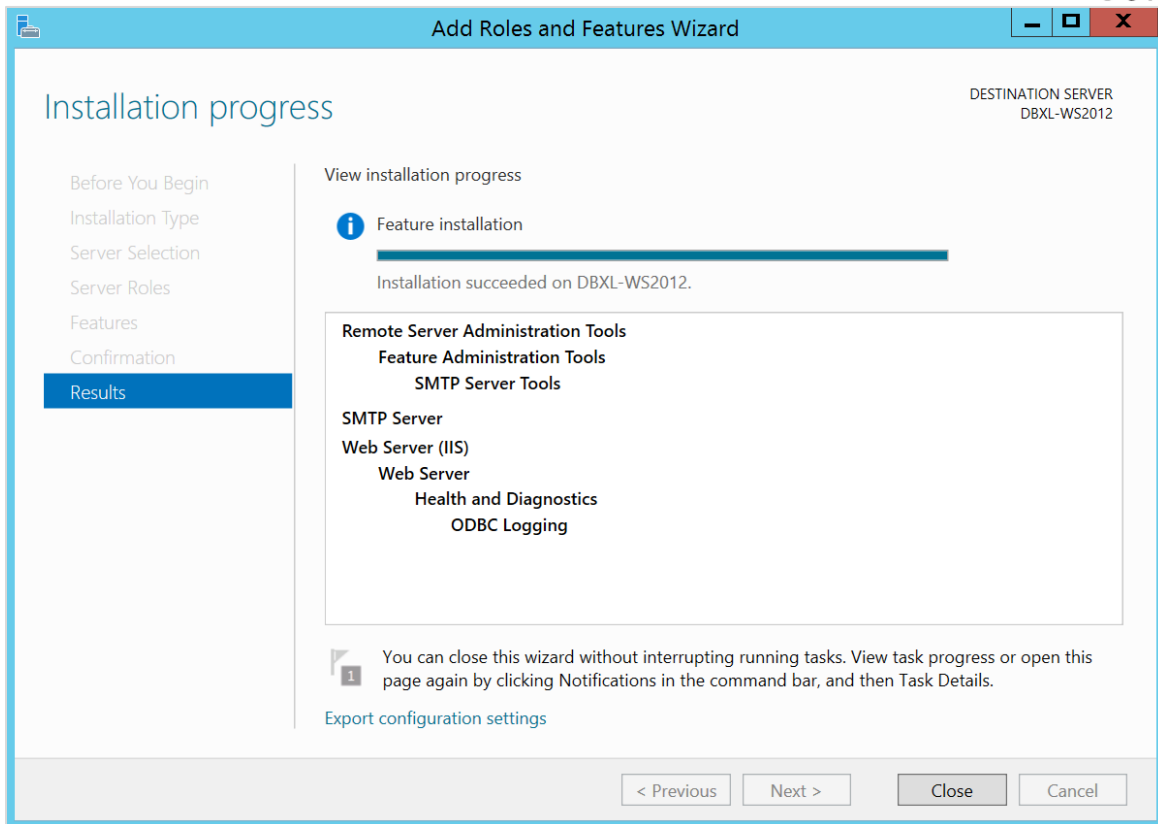 Add Roles and Features Wizard
Installation progress
DESTINATION SERVER
DBXL-WS2012
Before You Begin
Installation Type
Server Selection
Server Roles
Features
Confirmation
Results
View installation progress
Feature installation
Installation succeeded on DBXL-WS2012.
Remote Server Administration Tools
Feature Administration Tools
SMTP Server Tools
SMTP Server
Web Server (IIS)
Web Server
Health and Diagnostics
ODBC Logging
1
You can close this wizard without interrupting running tasks. View task progress or open this
page again by clicking Notifications in the command bar, and then Task Details.
Export configuration settings
< Previous
Next >
Close
Cancel